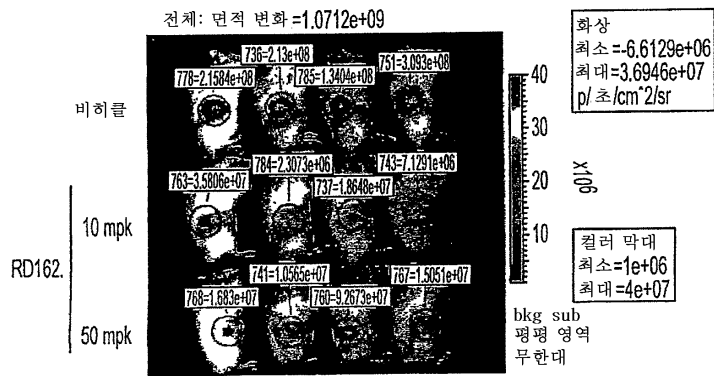 전체: 면적 변화=1.0712e+09
736=2.13e+08
778=2.1584e+08
785=1.3404e+08
751=3.093e+08
비히클
784=2.3073e+06
743=7.1291e+06
763=3.5806e+07
737=1.8648e+07
10 mpk
RD162.
741=1.0565e+07
767=1.5051e+07
768=1.683e+07
760=9.2673e+07
50 mpk
40
30
20
10
x10⁶
화상
최소=-6.6129e+06
최대=3.6946e+07
p/초/cm^2/sr
컬러 막대
최소=1e+06
최대=4e+07
bkg sub
평평 영역
무한대